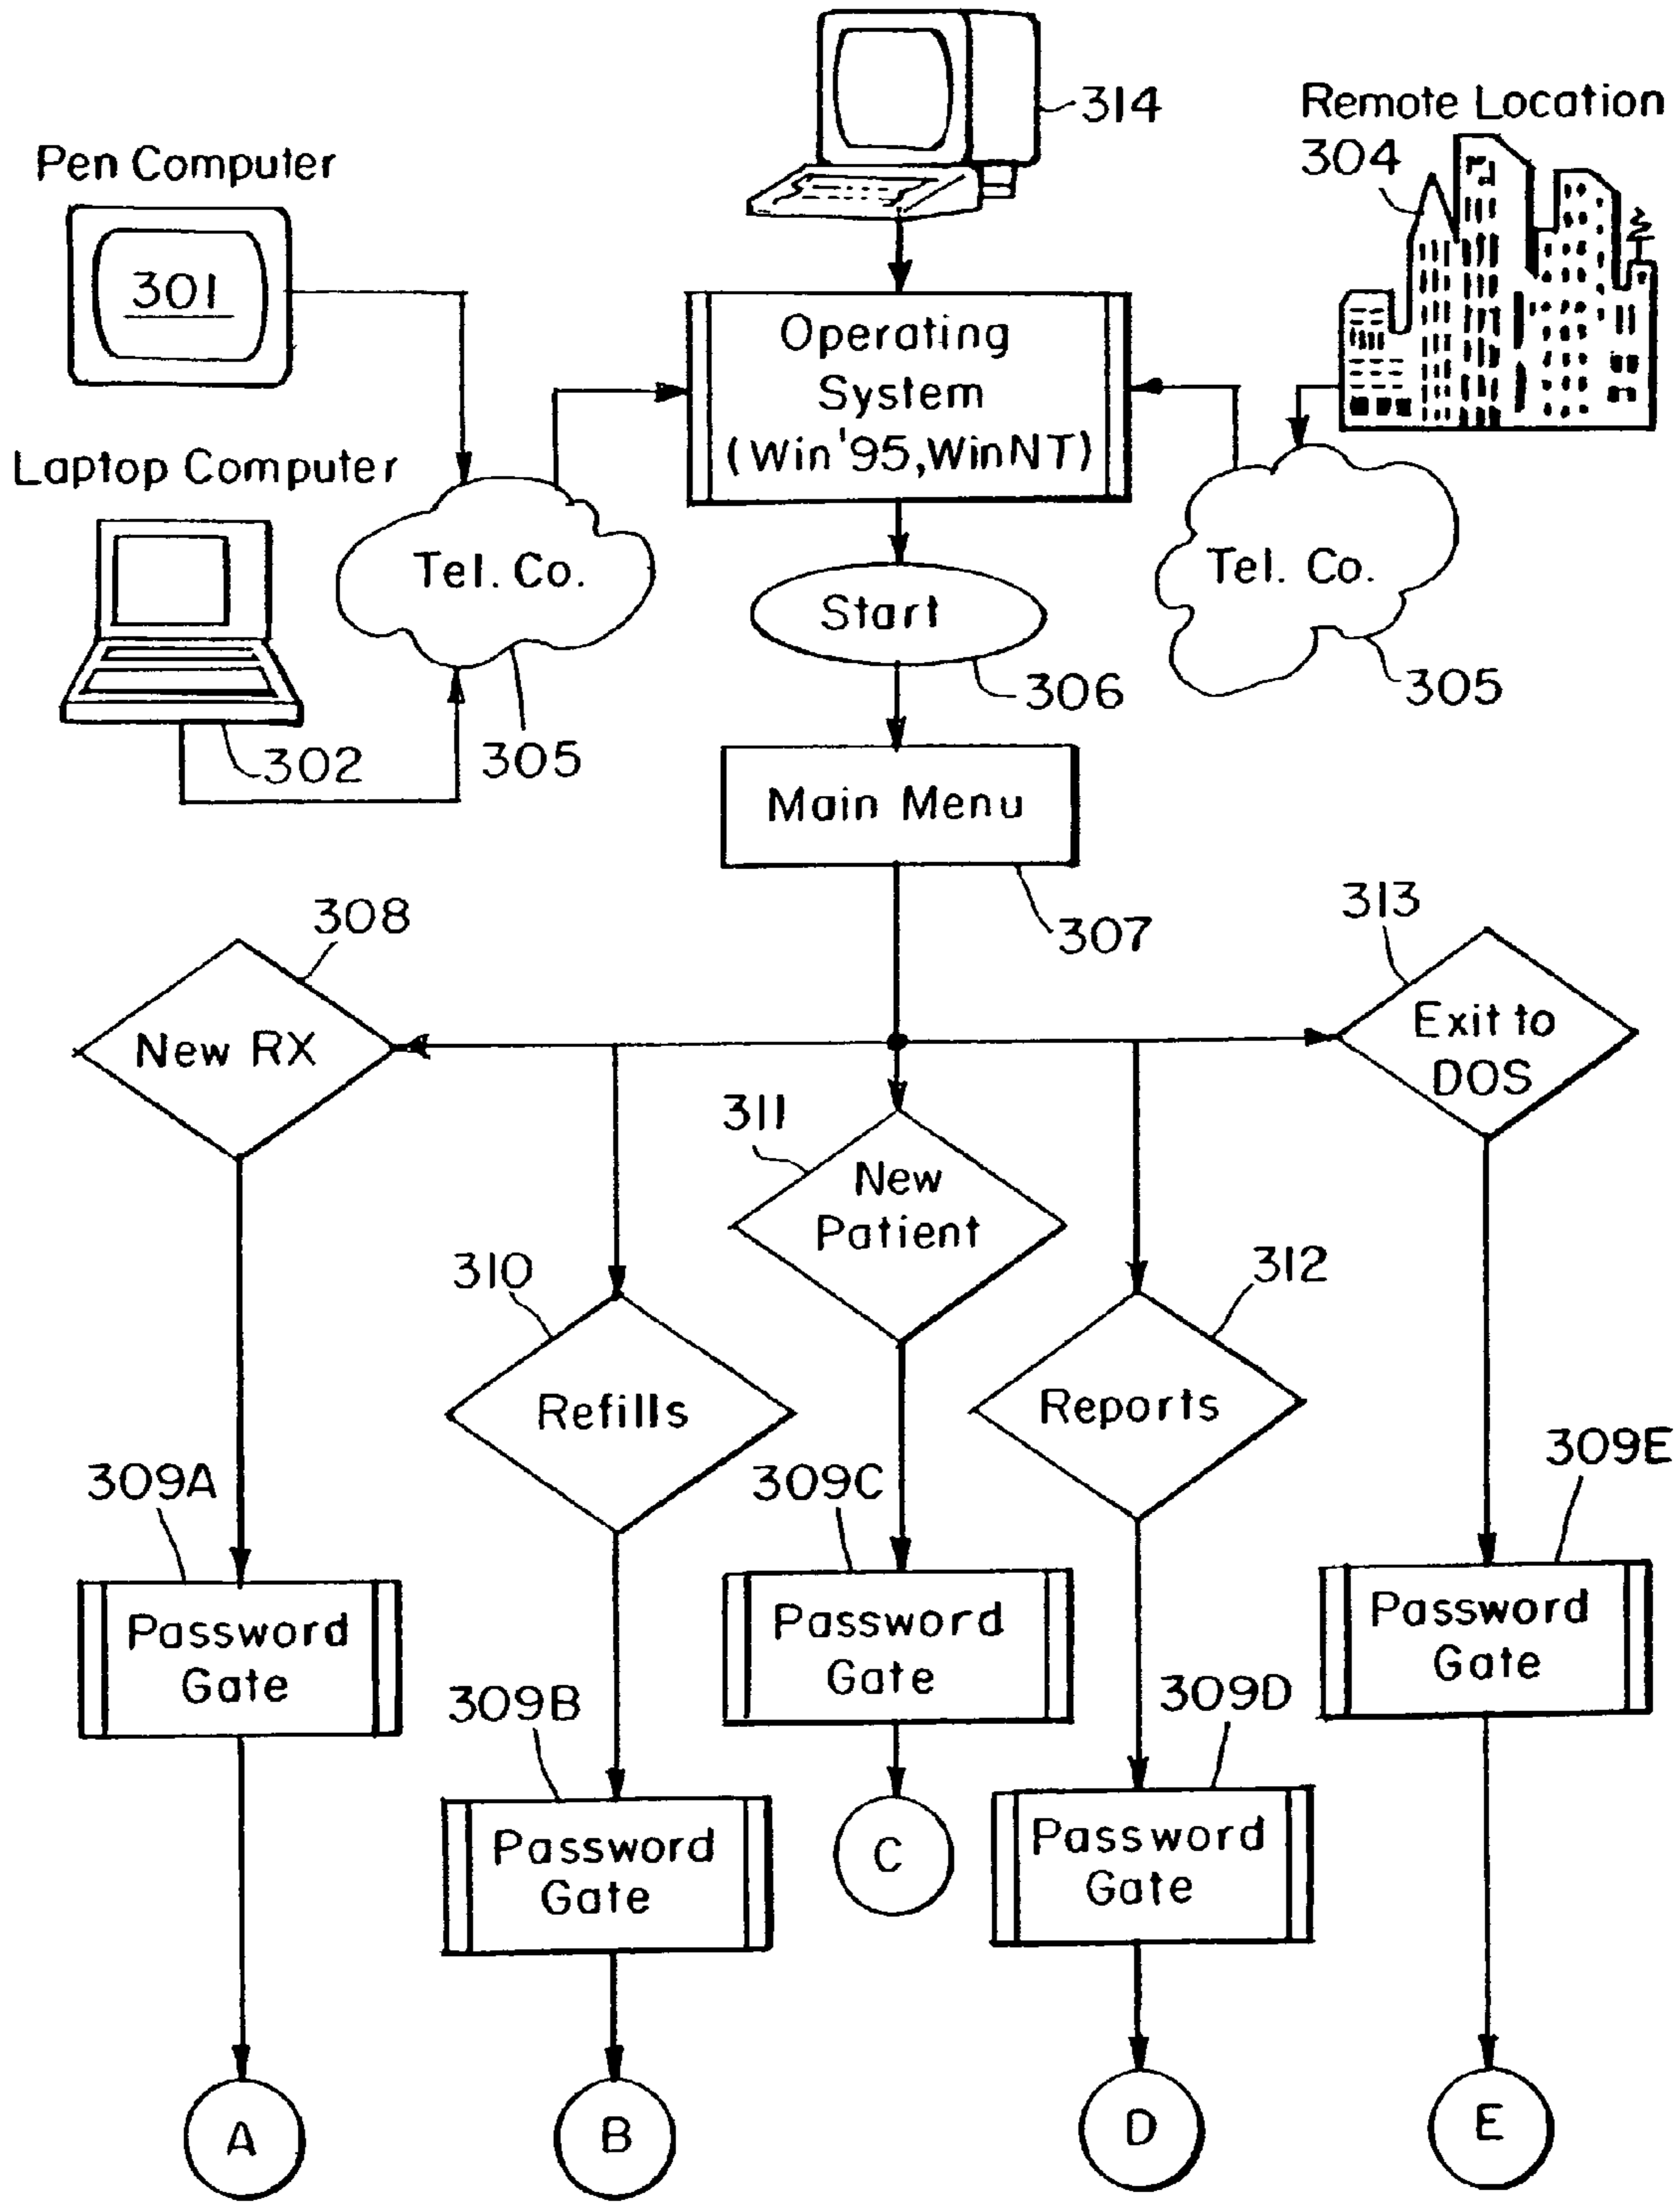 314
Remote Location
304
Pen Computer
301
Operating
System
(Win '95, WinNT)
Laptop Computer
Tel. Co.
Tel. Co.
Start
306
305
302
305
Main Menu
307
308
313
New RX
Exit to
DOS
311
New
Patient
310
312
Refills
Reports
309A
309C
309E
Password
Gate
Password
Gate
Password
Gate
309B
309D
Password
Gate
C
Password
Gate
A
B
D
E